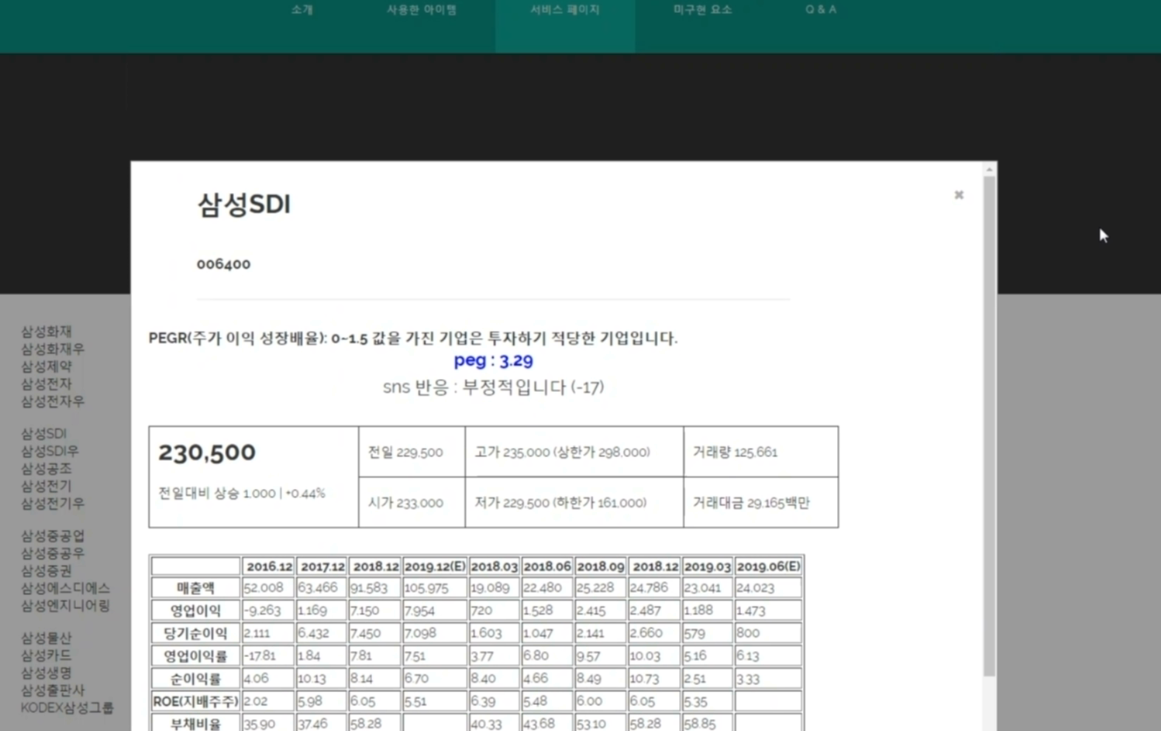 소개 사용한 아이템 서비스 페이지 미구현 요소 Q & A
삼성SDI
006400
PEGR(주가 이익 성장배율): 0~1.5 값을 가진 기업은 투자하기 적당한 기업입니다.
peg : 3.29
sns 반응 : 부정적입니다 (-17)
230,500 전일 229,500 고가 235,000 (상한가 298,000) 거래량 125,661
전일대비 상승 1,000 | +0.44% 시가 233,000 저가 229,500 (하한가 161,000) 거래대금 29,165백만
2016.12 2017.12 2018.12 2019.12(E) 2018.03 2018.06 2018.09 2018.12 2019.03 2019.06(E)
매출액 52,008 63,466 91,583 105,975 19,089 22,480 25,228 24,786 23,041 24,023
영업이익 -9,263 1,169 7,150 7,954 720 1,528 2,415 2,487 1,188 1,473
당기순이익 2,111 6,432 7,450 7,098 1,603 1,047 2,141 2,660 579 800
영업이익률 -17.81 1.84 7.81 7.51 3.77 6.80 9.57 10.03 5.16 6.13
순이익률 4.06 10.13 8.14 6.70 8.40 4.66 8.49 10.73 2.51 3.33
ROE(지배주주) 2.02 5.98 6.05 5.51 6.39 5.48 6.00 6.05 5.35
부채비율 35.90 37.46 58.28 40.33 43.68 53.10 58.28 58.85
삼성화재
삼성화재우
삼성제약
삼성전자
삼성전자우
삼성SDI
삼성SDI우
삼성공조
삼성전기
삼성전기우
삼성중공업
삼성중공우
삼성증권
삼성에스디에스
삼성엔지니어링
삼성물산
삼성카드
삼성생명
삼성출판사
KODEX삼성그룹